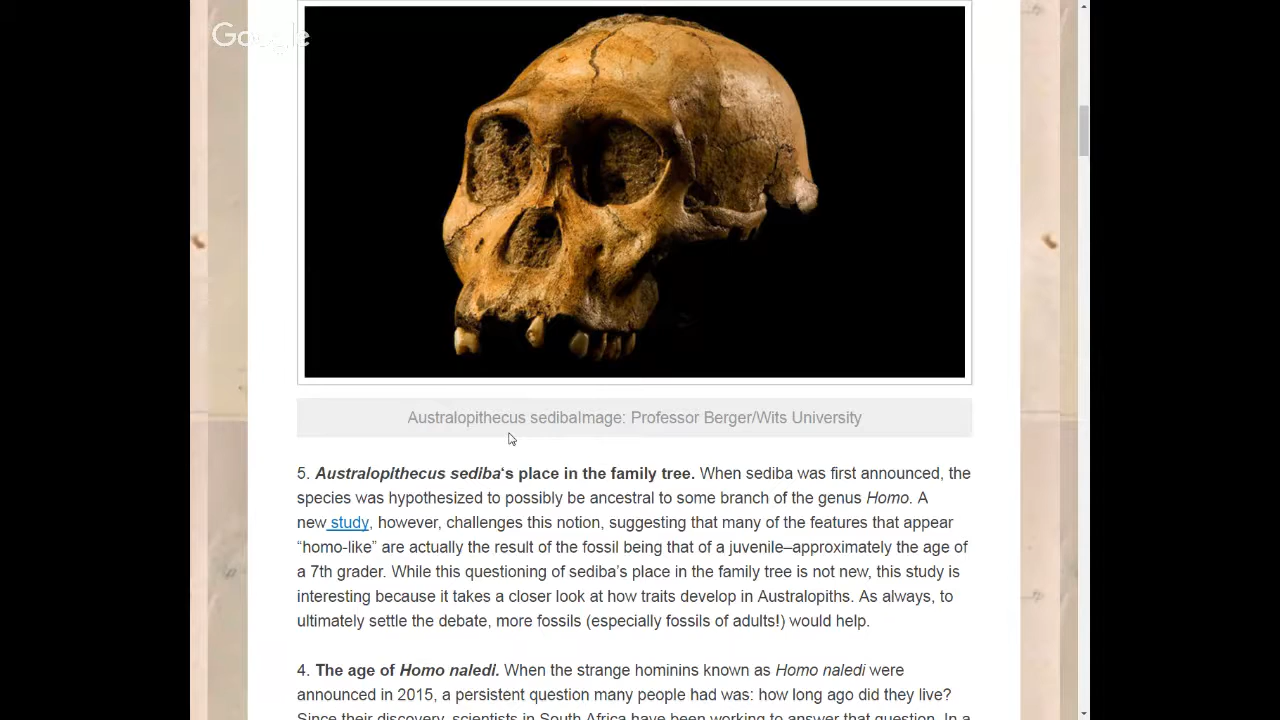 Google
Australopithecus sedibaImage: Professor Berger/Wits University
5. Australopithecus sediba‘s place in the family tree. When sediba was first announced, the
species was hypothesized to possibly be ancestral to some branch of the genus Homo. A
new study, however, challenges this notion, suggesting that many of the features that appear
“homo-like” are actually the result of the fossil being that of a juvenile–approximately the age of
a 7th grader. While this questioning of sediba’s place in the family tree is not new, this study is
interesting because it takes a closer look at how traits develop in Australopiths. As always, to
ultimately settle the debate, more fossils (especially fossils of adults!) would help.
4. The age of Homo naledi. When the strange hominins known as Homo naledi were
announced in 2015, a persistent question many people had was: how long ago did they live?
Since their discovery, scientists in South Africa have been working to answer that question. In a